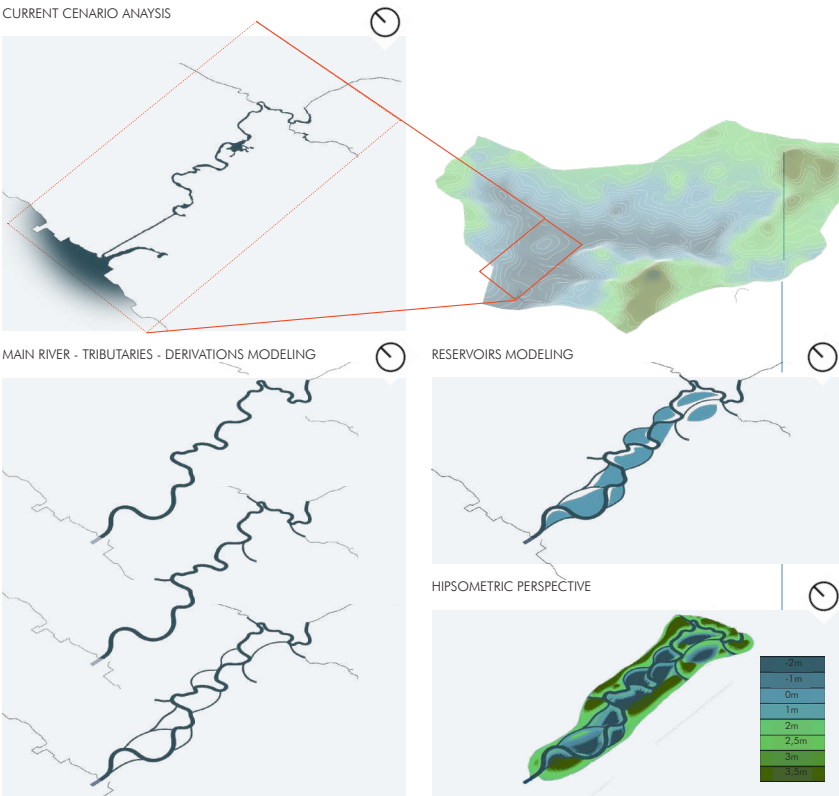 CURRENT CENARIO ANAYSIS
MAIN RIVER - TRIBUTARIES - DERIVATIONS MODELING
RESERVOIRS MODELING
HIPSOMETRIC PERSPECTIVE
-2m
-1m
0m
1m
2m
2,5m
3m
3,5m